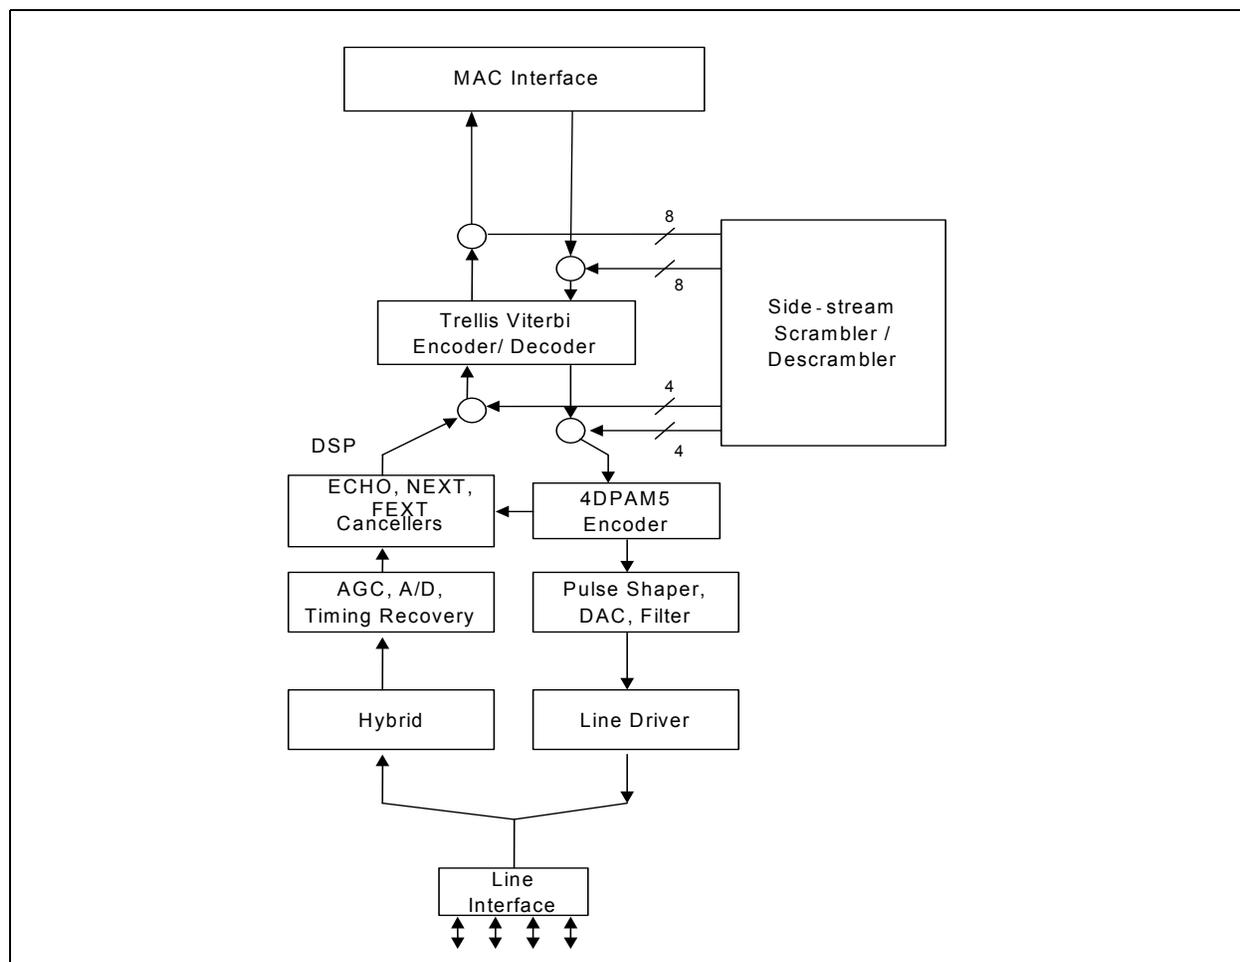 MAC Interface
8
8
Side-stream
Scrambler /
Descrambler
Trellis Viterbi
Encoder/ Decoder
4
4
DSP
ECHO, NEXT,
FEXT
Cancellers
4DPAM5
Encoder
AGC, A/D,
Timing Recovery
Pulse Shaper,
DAC, Filter
Hybrid
Line Driver
Line
Interface